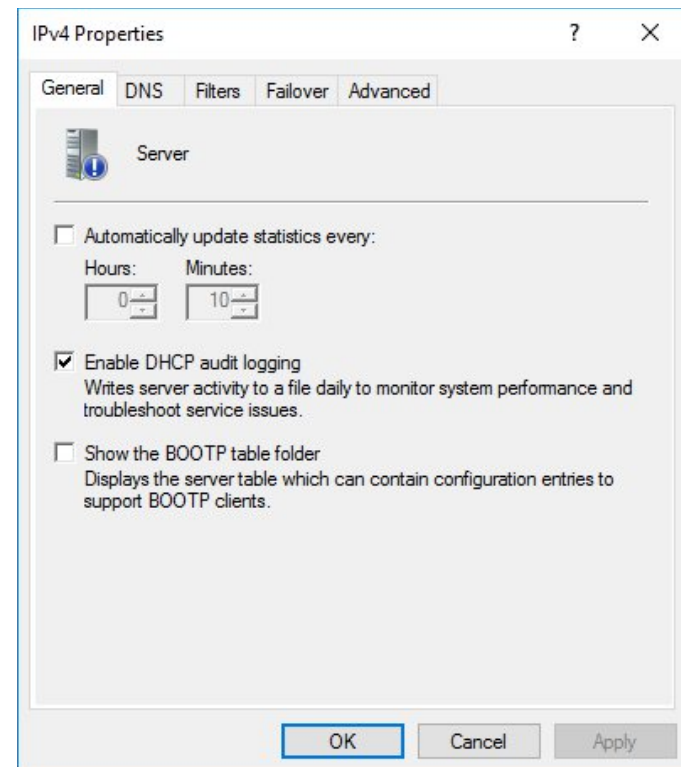 IPv4 Properties ? ×
General DNS Filters Failover Advanced
Server
Automatically update statistics every:
Hours: Minutes:
0 10
Enable DHCP audit logging
Writes server activity to a file daily to monitor system performance and
troubleshoot service issues.
Show the BOOTP table folder
Displays the server table which can contain configuration entries to
support BOOTP clients.
OK Cancel Apply